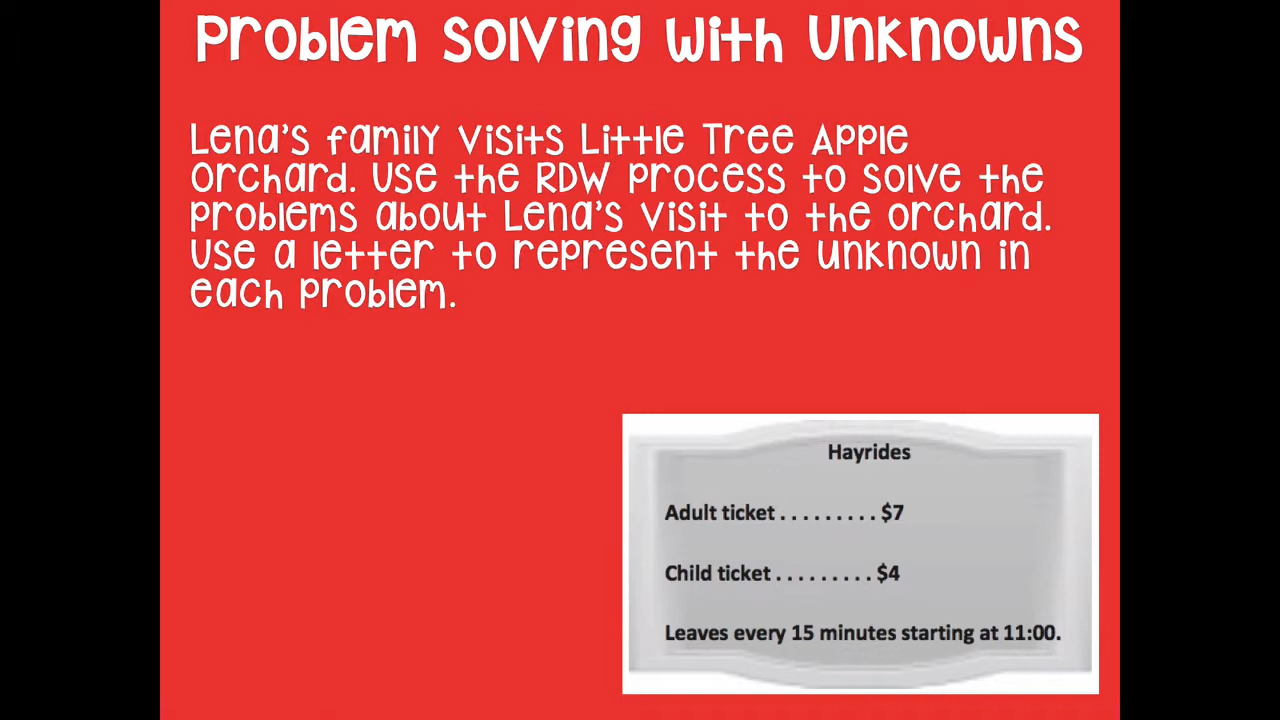 Problem Solving with Unknowns
Lena's family visits Little Tree Apple
Orchard. Use the RDW process to solve the
problems about Lena's visit to the orchard.
Use a letter to represent the unknown in
each problem.
Hayrides
Adult ticket . . . . . . . . . $7
Child ticket . . . . . . . . . $4
Leaves every 15 minutes starting at 11:00.